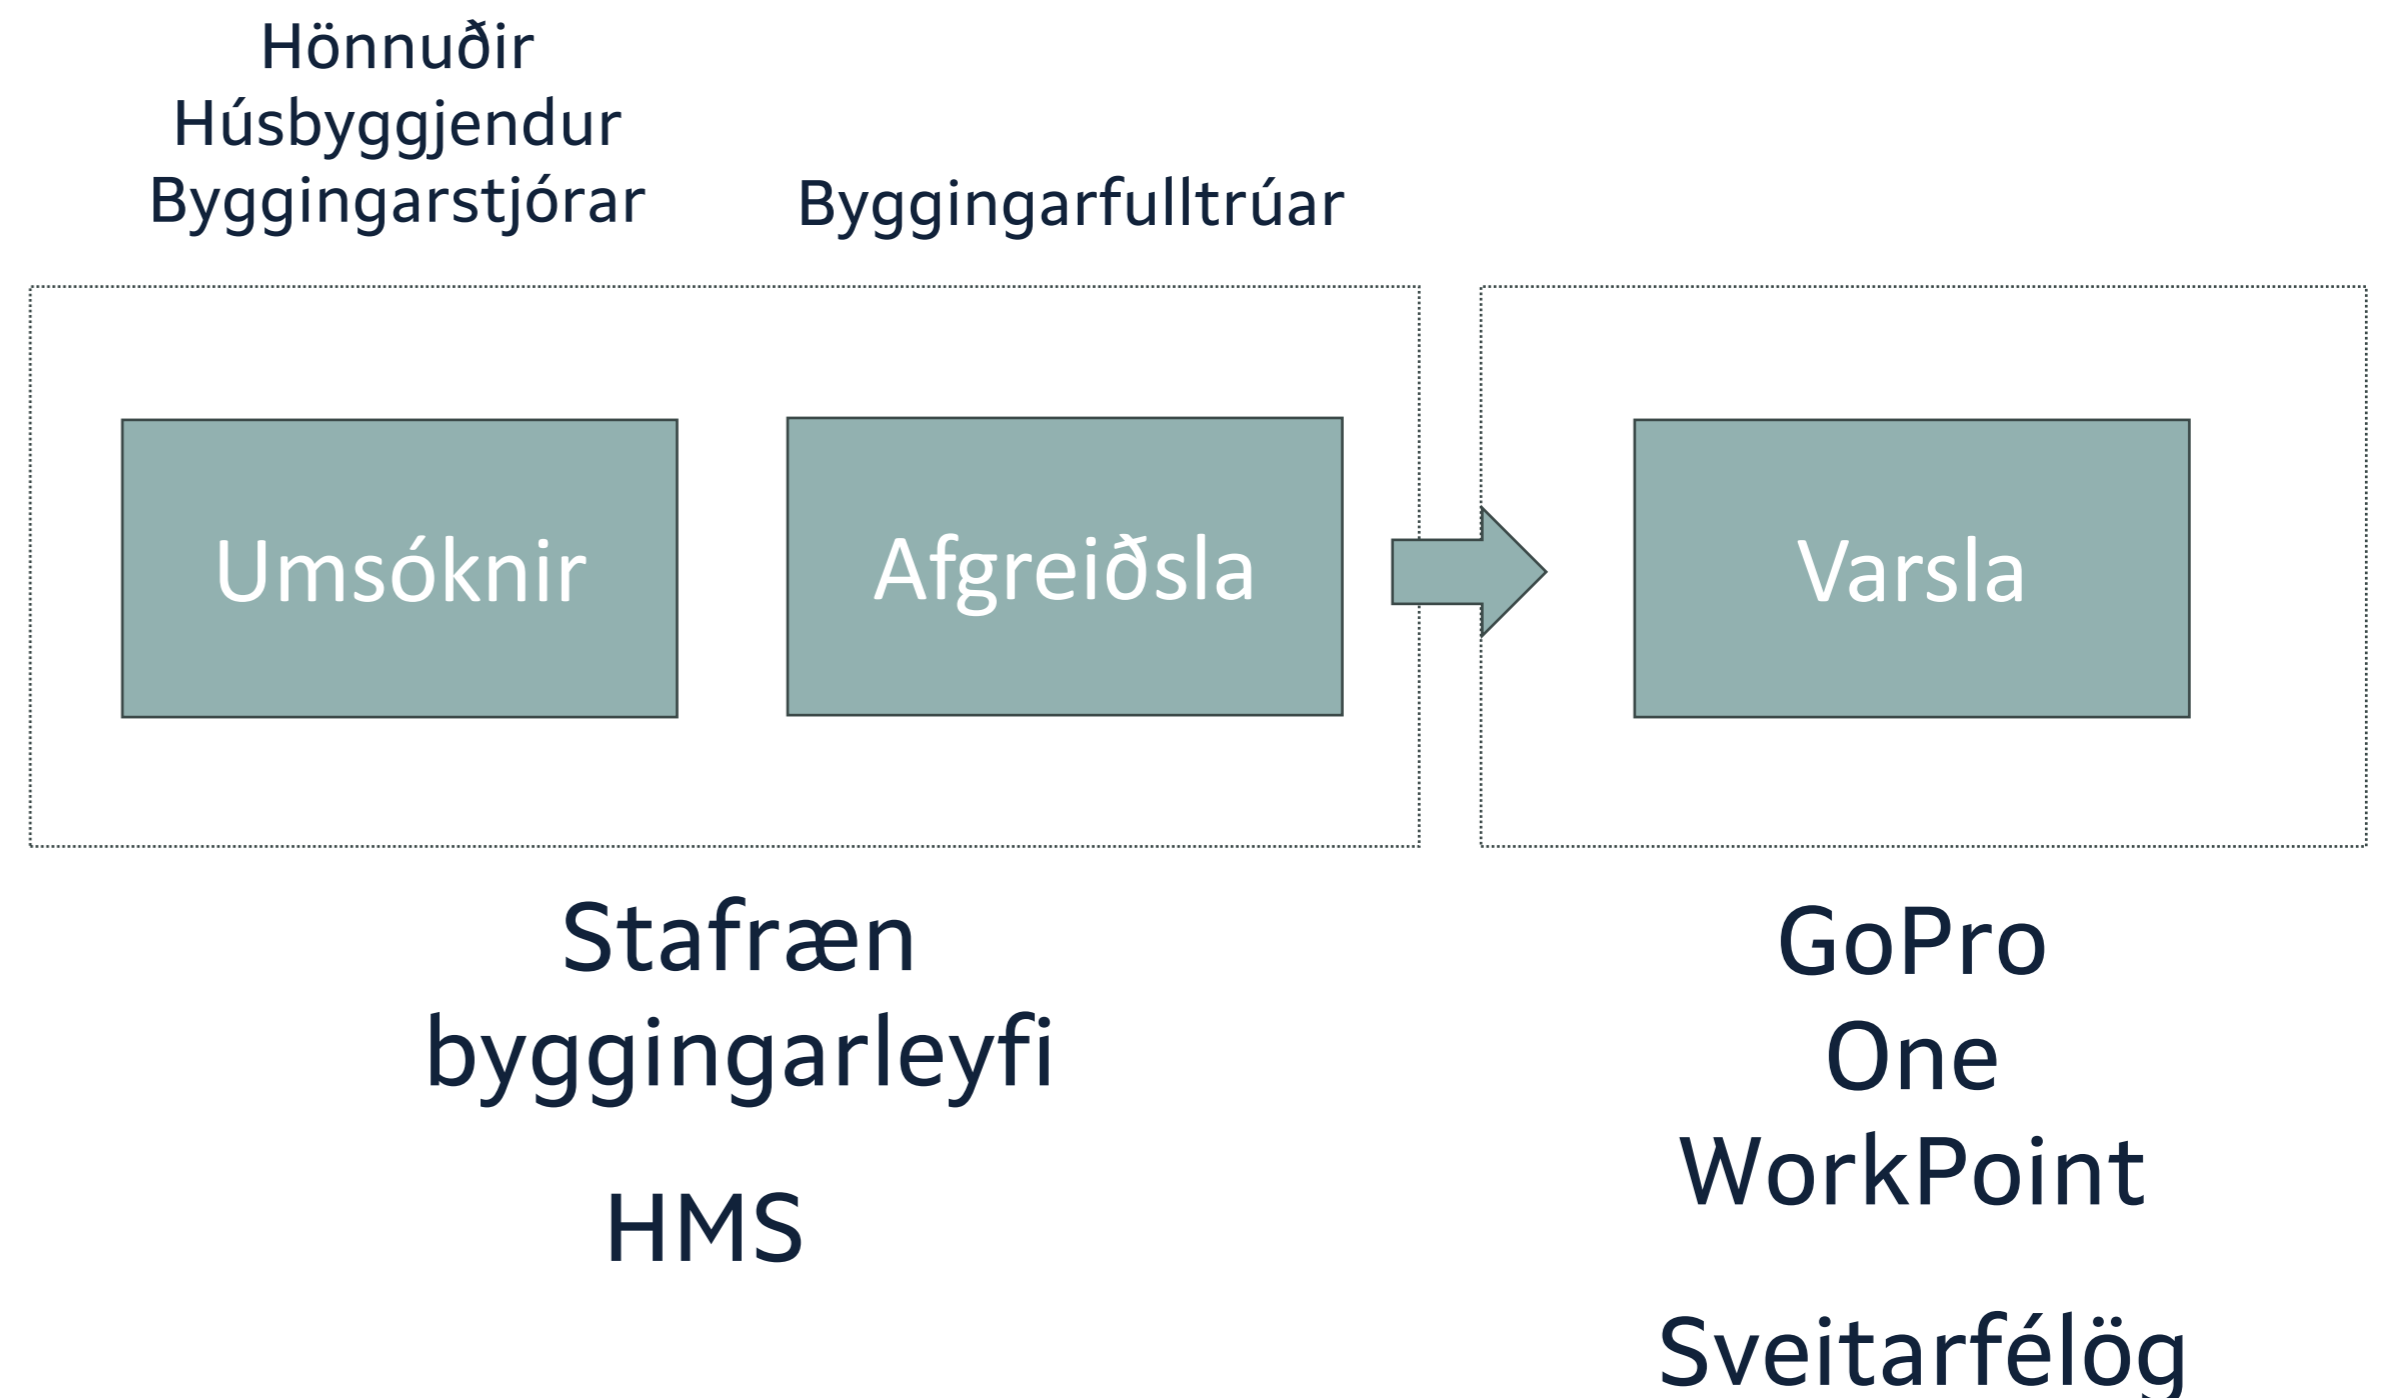 Hönnuðir
Húsbyggjendur
Byggingarstjórar
Byggingarfulltrúar
Umsóknir
Afgreiðsla
Varsla
Stafræn
byggingarleyfi
HMS
GoPro
One
WorkPoint
Sveitarfélög